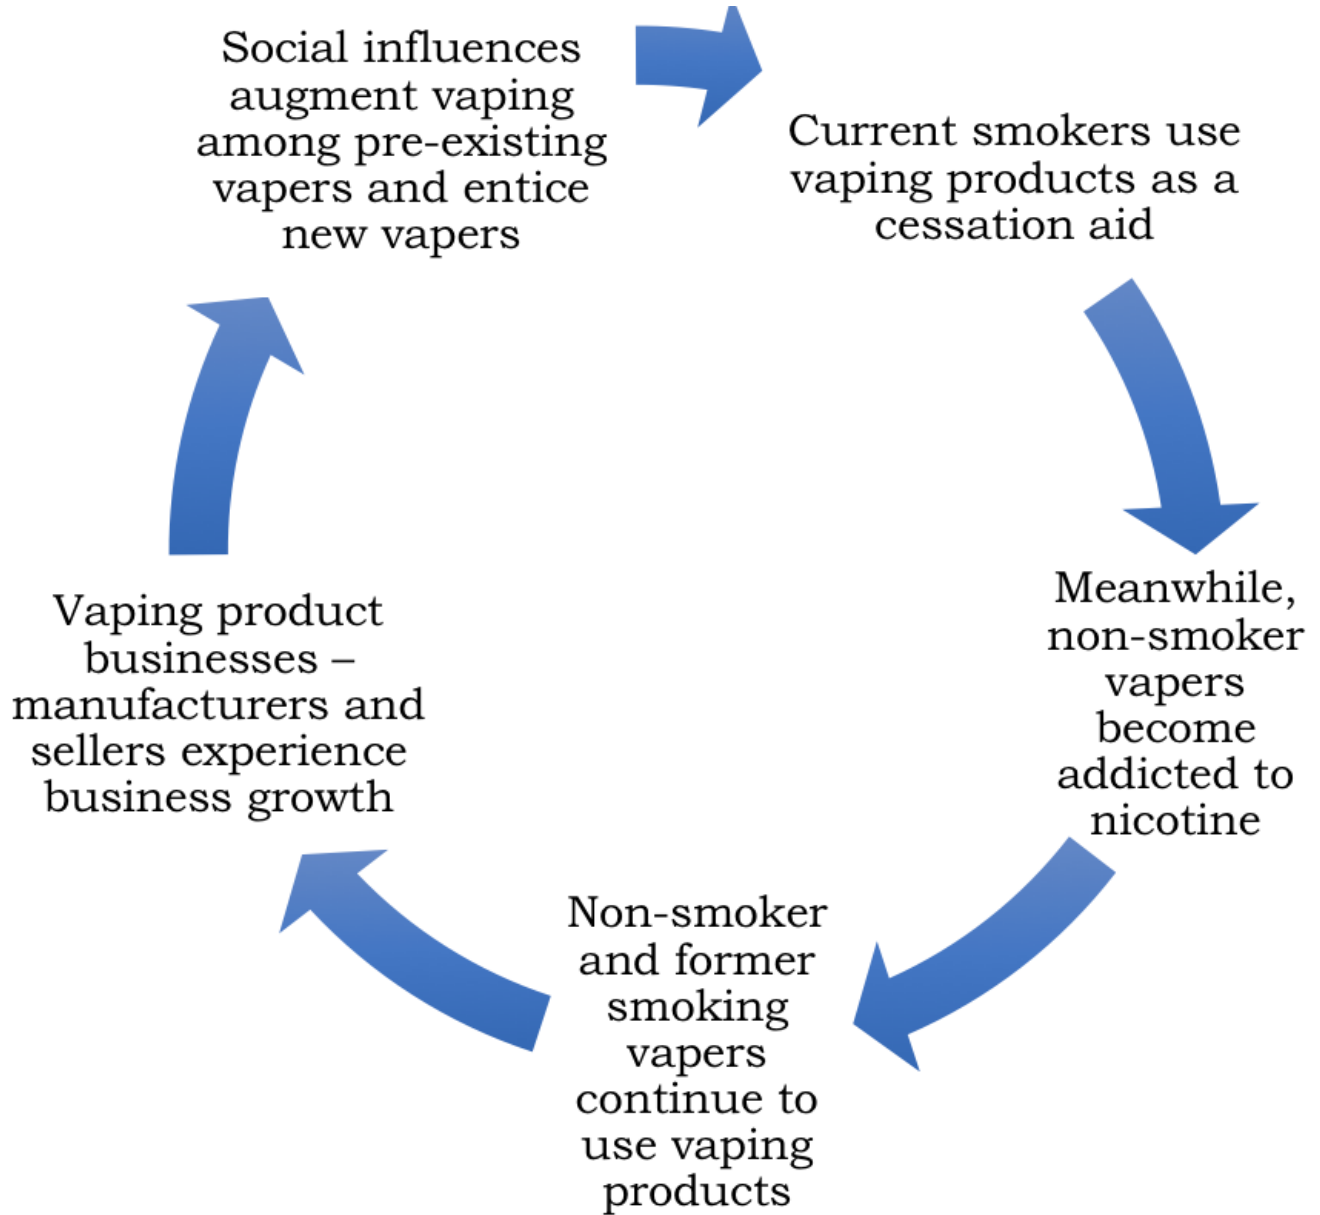 Social influences
augment vaping
among pre-existing
vapers and entice
new vapers
Current smokers use
vaping products as a
cessation aid
Meanwhile,
non-smoker
vapers
become
addicted to
nicotine
Non-smoker
and former
smoking
vapers
continue to
use vaping
products
Vaping product
businesses –
manufacturers and
sellers experience
business growth